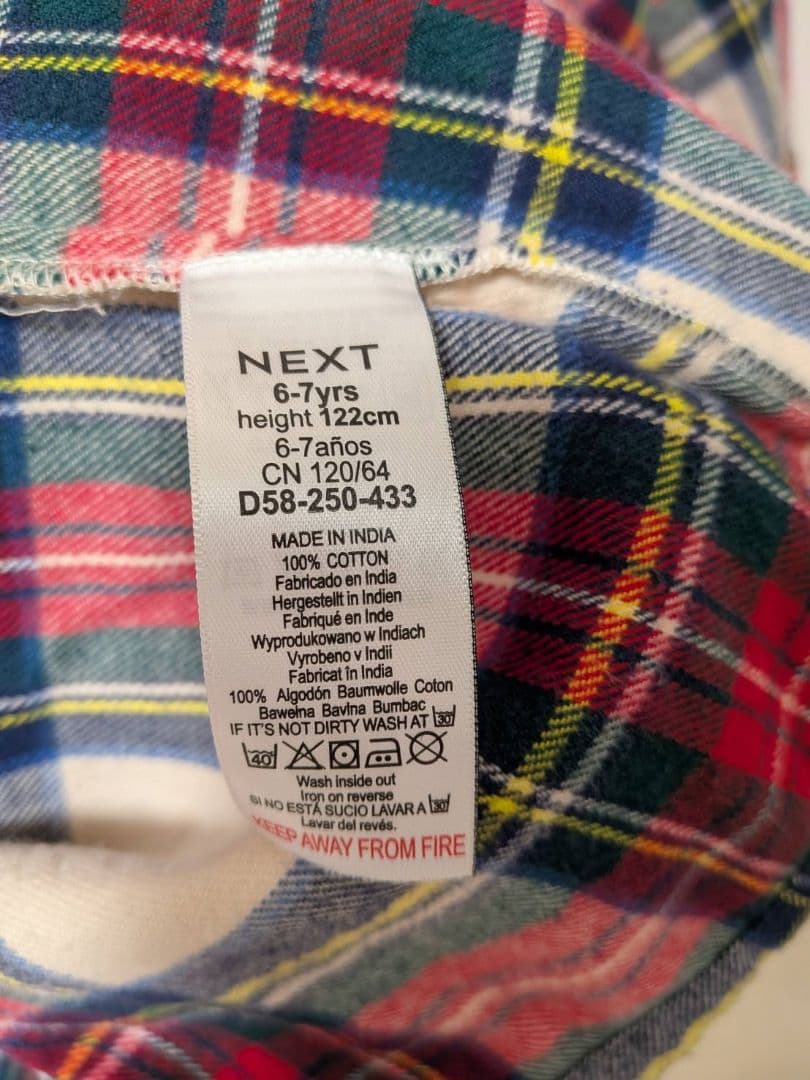 NEXT
6-7yrs
height 122cm
6-7años
CN 120/64
D58-250-433
MADE IN INDIA
100% COTTON
Fabricado en India
Hergestellt in Indien
Fabriqué en Inde
Wyprodukowano w Indiach
Vyrobeno v Indii
Fabricat în India
100% Algodón Baumwolle Coton
Bawełna Bavlna Bumbac
IF IT'S NOT DIRTY WASH AT 30
40
Wash inside out
Iron on reverse
SI NO ESTÁ SUCIO LAVAR A 30
Lavar del revés.
KEEP AWAY FROM FIRE